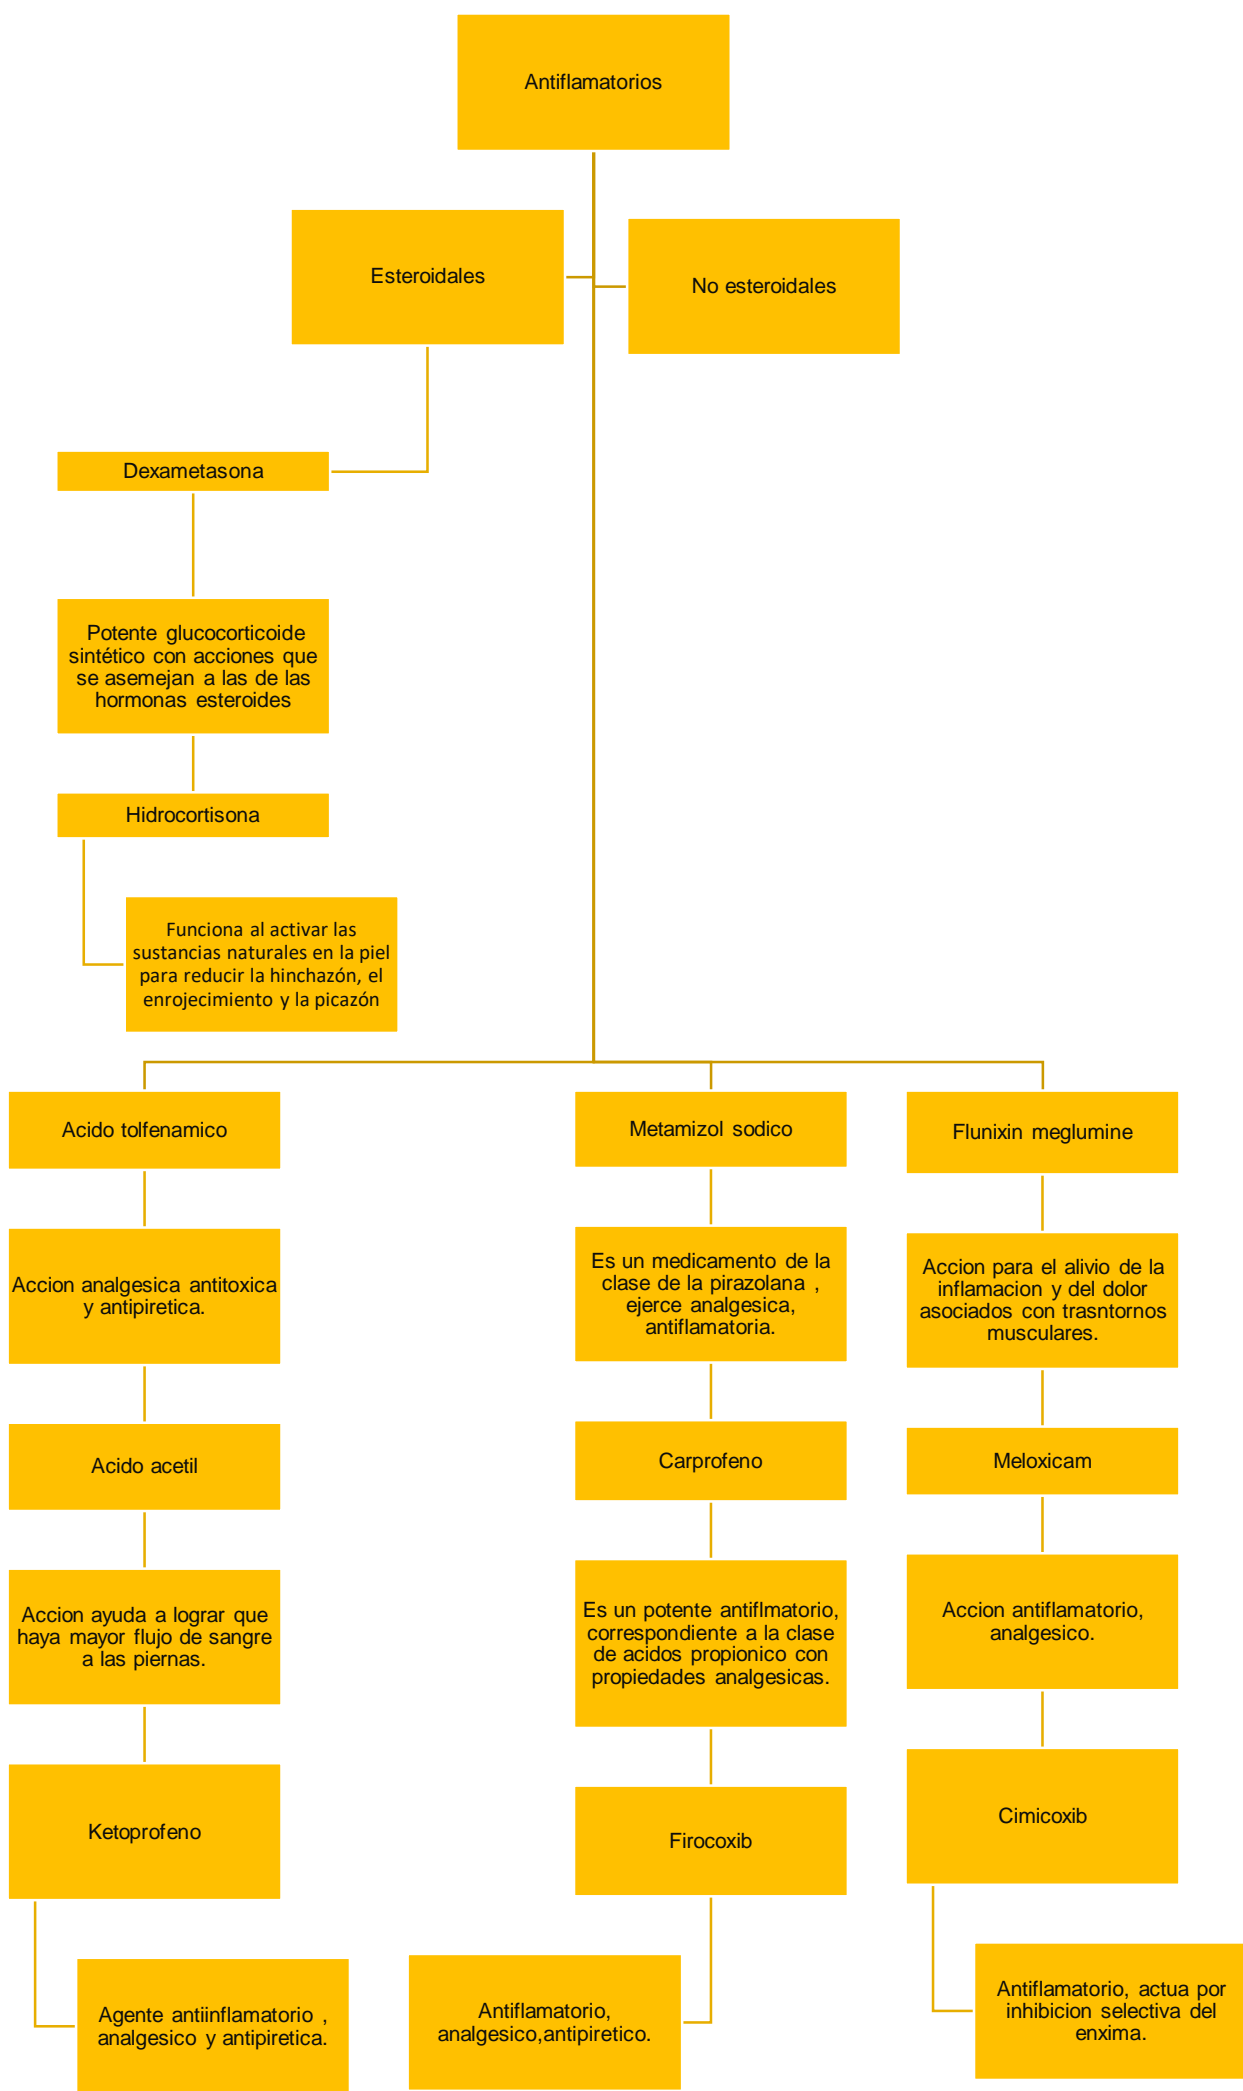 Antiflamatorios
Esteroidales
No esteroidales
Dexametasona
Potente glucocorticoide
sintético con acciones que
se asemejan a las de las
hormonas esteroides
Hidrocortisona
Funciona al activar las
sustancias naturales en la piel
para reducir la hinchazón, el
enrojecimiento y la picazón
Acido tolfenamico
Accion analgesica antitoxica
y antipiretica.
Acido acetil
Accion ayuda a lograr que
haya mayor flujo de sangre
a las piernas.
Ketoprofeno
Agente antiinflamatorio ,
analgesico y antipiretica.
Metamizol sodico
Es un medicamento de la
clase de la pirazolana ,
ejerce analgesica,
antiflamatoria.
Carprofeno
Es un potente antiflmatorio,
correspondiente a la clase
de acidos propionico con
propiedades analgesicas.
Firocoxib
Antiflamatorio,
analgesico,antipiretico.
Flunixin meglumine
Accion para el alivio de la
inflamacion y del dolor
asociados con trasntornos
musculares.
Meloxicam
Accion antiflamatorio,
analgesico.
Cimicoxib
Antiflamatorio, actua por
inhibicion selectiva del
enxima.